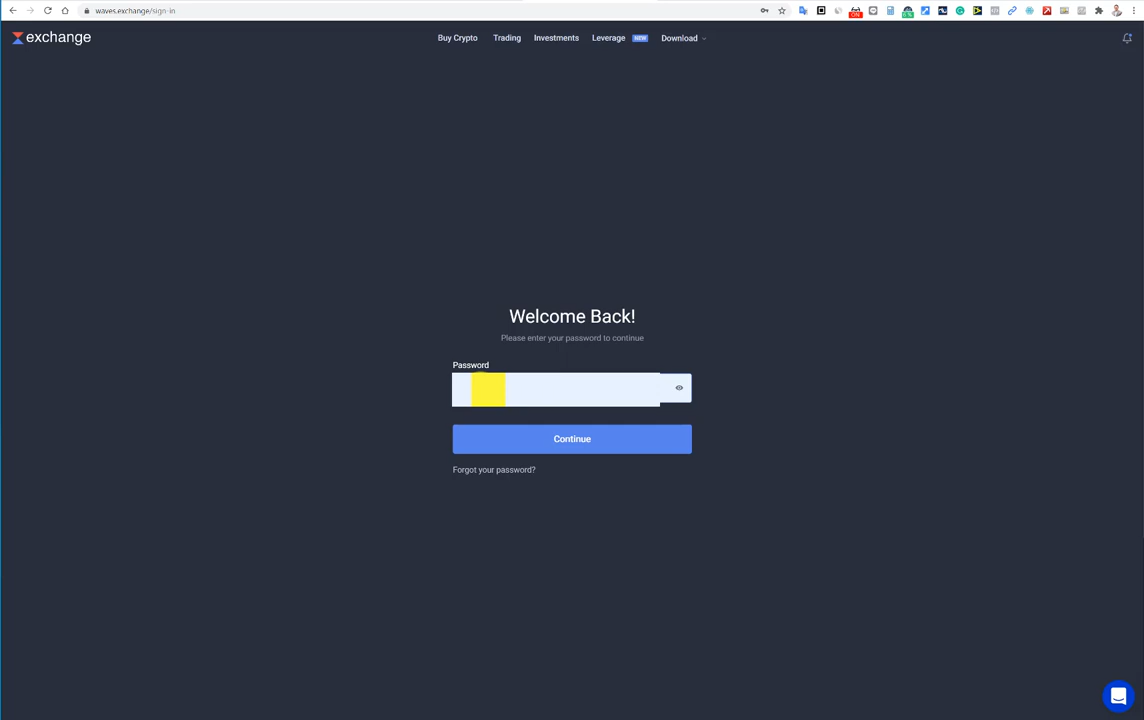 waves.exchange/sign-in
ON
exchange
Buy Crypto
Trading
Investments
Leverage
NEW
Download
Welcome Back!
Please enter your password to continue
Password
Continue
Forgot your password?